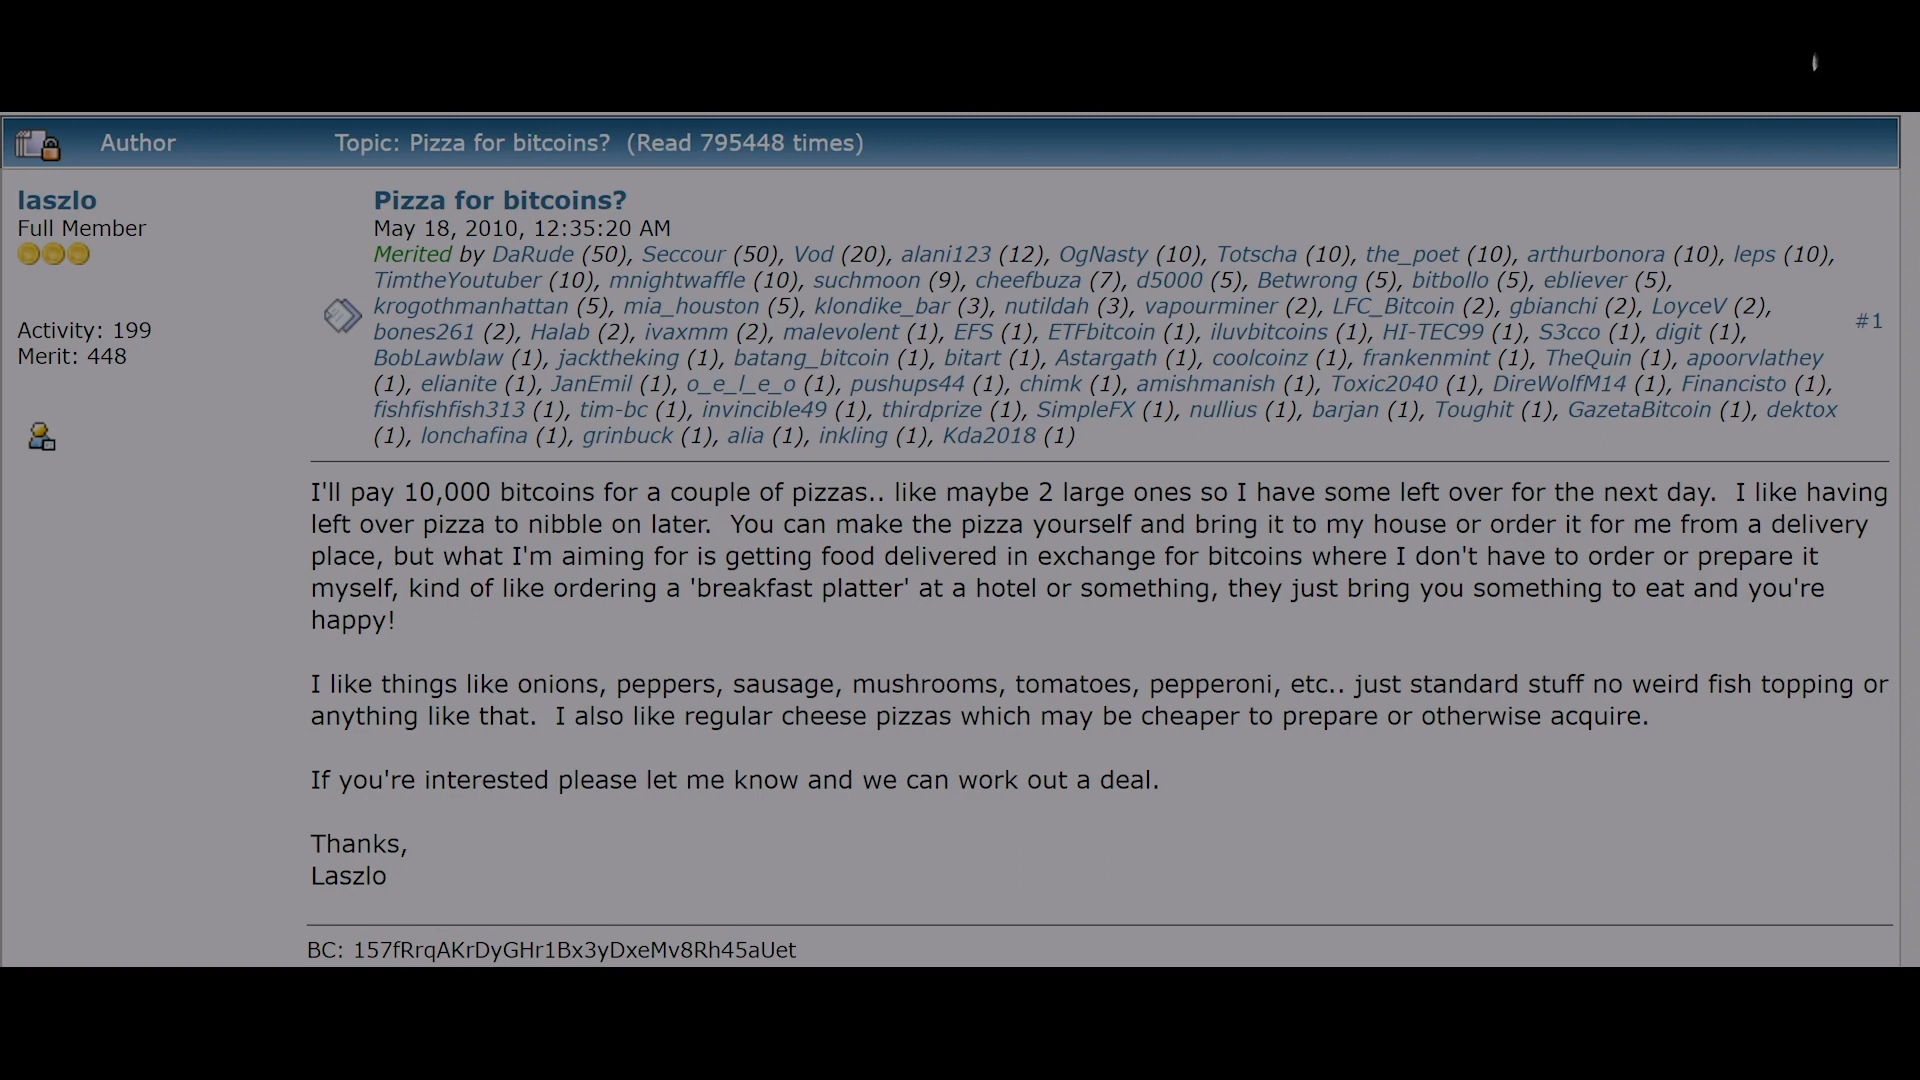 Author Topic: Pizza for bitcoins? (Read 795448 times)
laszlo
Full Member
Activity: 199
Merit: 448
Pizza for bitcoins?
May 18, 2010, 12:35:20 AM
Merited by DaRude (50), Seccour (50), Vod (20), alani123 (12), OgNasty (10), Totscha (10), the_poet (10), arthurbonora (10), leps (10),
TimtheYoutuber (10), mnightwaffle (10), suchmoon (9), cheefbuza (7), d5000 (5), Betwrong (5), bitbollo (5), ebliever (5),
krogothmanhattan (5), mia_houston (5), klondike_bar (3), nutildah (3), vapourminer (2), LFC_Bitcoin (2), gbianchi (2), LoyceV (2),
bones261 (2), Halab (2), ivaxmm (2), malevolent (1), EFS (1), ETFbitcoin (1), iluvbitcoins (1), HI-TEC99 (1), S3cco (1), digit (1),
BobLawblaw (1), jacktheking (1), batang_bitcoin (1), bitart (1), Astargath (1), coolcoinz (1), frankenmint (1), TheQuin (1), apoorvlathey
(1), elianite (1), JanEmil (1), o_e_l_e_o (1), pushups44 (1), chimk (1), amishmanish (1), Toxic2040 (1), DireWolfM14 (1), Financisto (1),
fishfishfish313 (1), tim-bc (1), invincible49 (1), thirdprize (1), SimpleFX (1), nullius (1), barjan (1), Toughit (1), GazetaBitcoin (1), dektox
(1), lonchafina (1), grinbuck (1), alia (1), inkling (1), Kda2018 (1)
#1
I'll pay 10,000 bitcoins for a couple of pizzas.. like maybe 2 large ones so I have some left over for the next day.  I like having
left over pizza to nibble on later.  You can make the pizza yourself and bring it to my house or order it for me from a delivery
place, but what I'm aiming for is getting food delivered in exchange for bitcoins where I don't have to order or prepare it
myself, kind of like ordering a 'breakfast platter' at a hotel or something, they just bring you something to eat and you're
happy!
I like things like onions, peppers, sausage, mushrooms, tomatoes, pepperoni, etc.. just standard stuff no weird fish topping or
anything like that.  I also like regular cheese pizzas which may be cheaper to prepare or otherwise acquire.
If you're interested please let me know and we can work out a deal.
Thanks,
Laszlo
BC: 157fRrqAKrDyGHr1Bx3yDxeMv8Rh45aUet